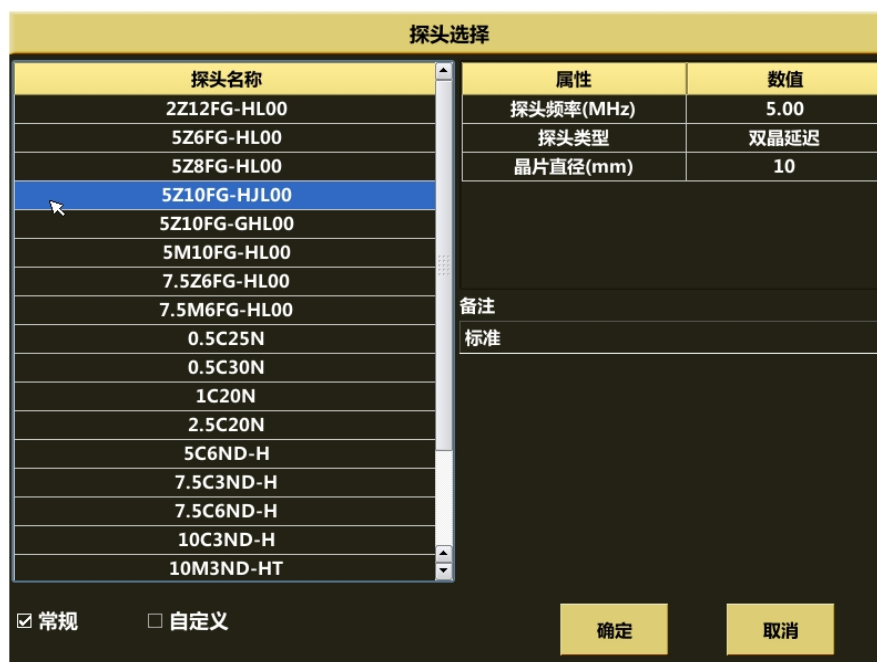 探头选择
探头名称
2Z12FG-HL00
5Z6FG-HL00
5Z8FG-HL00
5Z10FG-HJL00
5Z10FG-GHL00
5M10FG-HL00
7.5Z6FG-HL00
7.5M6FG-HL00
0.5C25N
0.5C30N
1C20N
2.5C20N
5C6ND-H
7.5C3ND-H
7.5C6ND-H
10C3ND-H
10M3ND-HT
属性 数值
探头频率(MHz) 5.00
探头类型 双晶延迟
晶片直径(mm) 10
备注
标准
常规 自定义 确定 取消